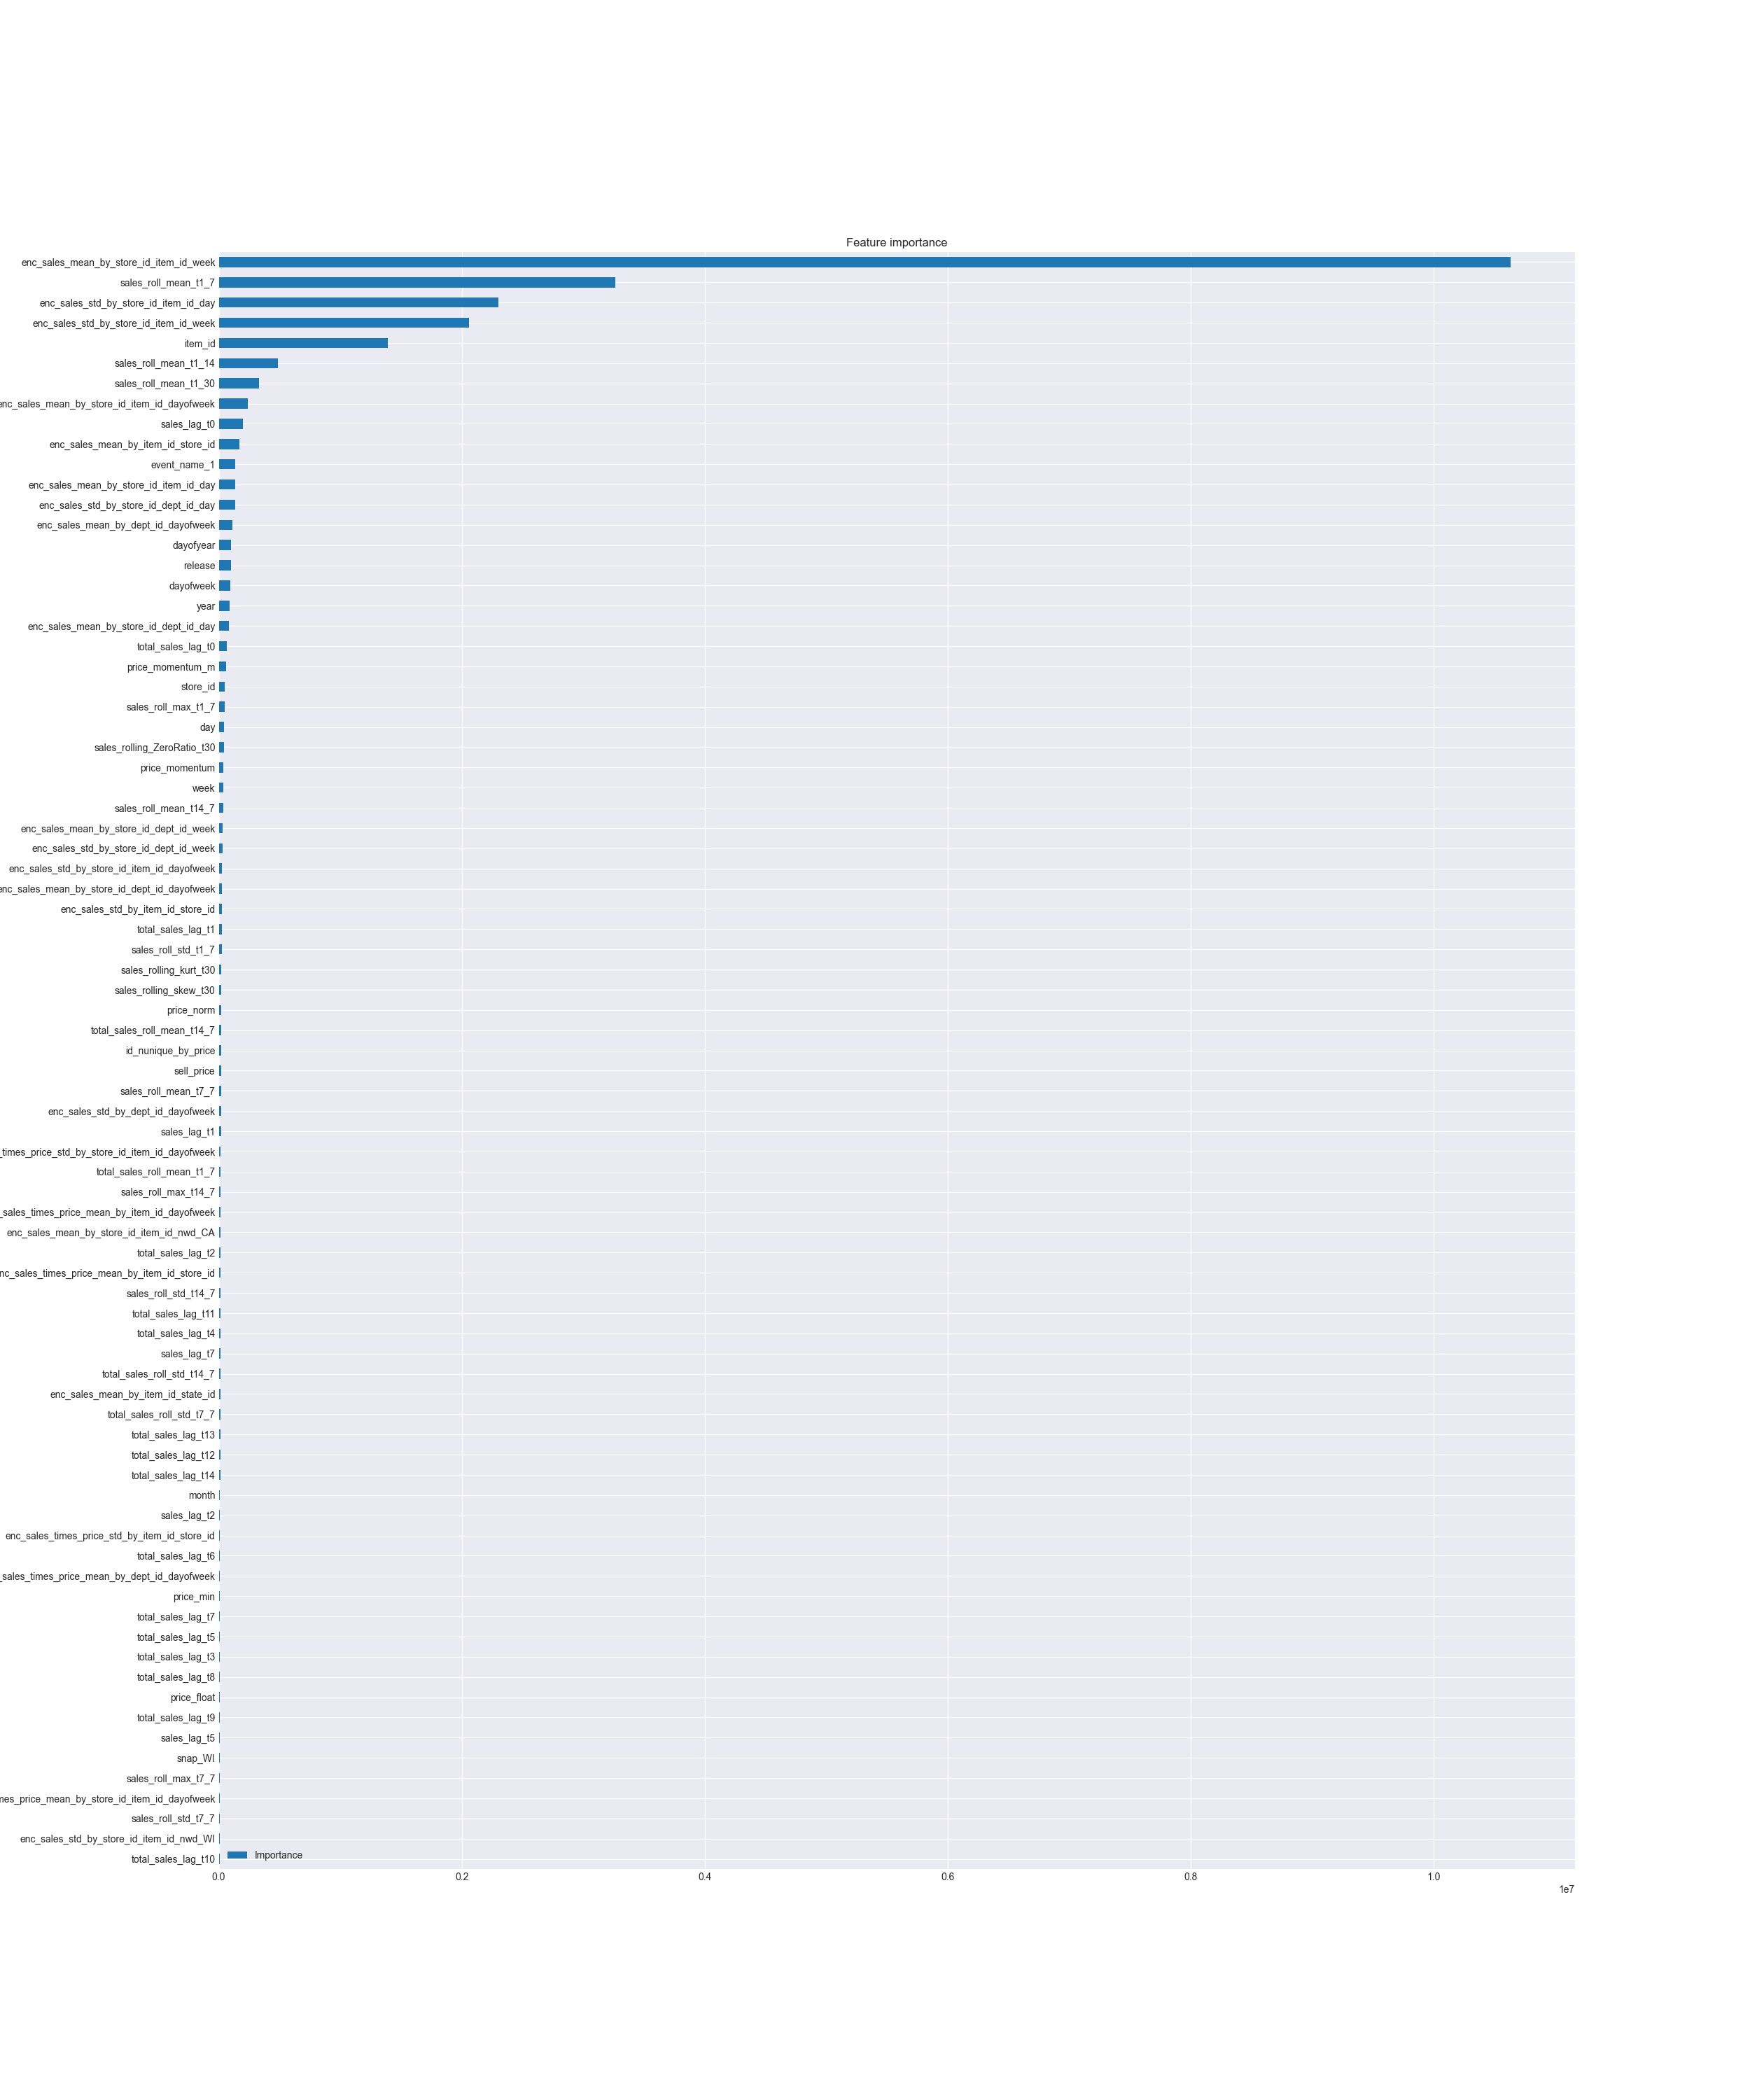 Feature importance
enc_sales_mean_by_store_id_item_id_week
sales_roll_mean_t1_7
enc_sales_std_by_store_id_item_id_day
enc_sales_std_by_store_id_item_id_week
item_id
sales_roll_mean_t1_14
sales_roll_mean_t1_30
enc_sales_mean_by_store_id_item_id_dayofweek
sales_lag_t0
enc_sales_mean_by_item_id_store_id
event_name_1
enc_sales_mean_by_store_id_item_id_day
enc_sales_std_by_store_id_dept_id_day
enc_sales_mean_by_dept_id_dayofweek
dayofyear
release
dayofweek
year
enc_sales_mean_by_store_id_dept_id_day
total_sales_lag_t0
price_momentum_m
store_id
sales_roll_max_t1_7
day
sales_rolling_ZeroRatio_t30
price_momentum
week
sales_roll_mean_t14_7
enc_sales_mean_by_store_id_dept_id_week
enc_sales_std_by_store_id_dept_id_week
enc_sales_std_by_store_id_item_id_dayofweek
enc_sales_mean_by_store_id_dept_id_dayofweek
enc_sales_std_by_item_id_store_id
total_sales_lag_t1
sales_roll_std_t1_7
sales_rolling_kurt_t30
sales_rolling_skew_t30
price_norm
total_sales_roll_mean_t14_7
id_nunique_by_price
sell_price
sales_roll_mean_t7_7
enc_sales_std_by_dept_id_dayofweek
sales_lag_t1
_times_price_std_by_store_id_item_id_dayofweek
total_sales_roll_mean_t1_7
sales_roll_max_t14_7
_sales_times_price_mean_by_item_id_dayofweek
enc_sales_mean_by_store_id_item_id_nwd_CA
total_sales_lag_t2
nc_sales_times_price_mean_by_item_id_store_id
sales_roll_std_t14_7
total_sales_lag_t11
total_sales_lag_t4
sales_lag_t7
total_sales_roll_std_t14_7
enc_sales_mean_by_item_id_state_id
total_sales_roll_std_t7_7
total_sales_lag_t13
total_sales_lag_t12
total_sales_lag_t14
month
sales_lag_t2
enc_sales_times_price_std_by_item_id_store_id
total_sales_lag_t6
_sales_times_price_mean_by_dept_id_dayofweek
price_min
total_sales_lag_t7
total_sales_lag_t5
total_sales_lag_t3
total_sales_lag_t8
price_float
total_sales_lag_t9
sales_lag_t5
snap_WI
sales_roll_max_t7_7
mes_price_mean_by_store_id_item_id_dayofweek
sales_roll_std_t7_7
enc_sales_std_by_store_id_item_id_nwd_WI
total_sales_lag_t10
Importance
0.0 0.2 0.4 0.6 0.8 1.0
1e7